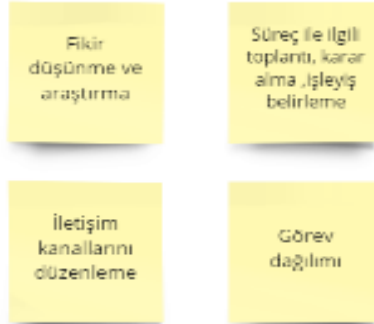 Fikir
düşünme ve
araştırma
Süreç ile ilgili
toplantı, karar
alma ,işleyiş
belirleme
İletişim
kanallarını
düzenleme
Görev
dağılımı